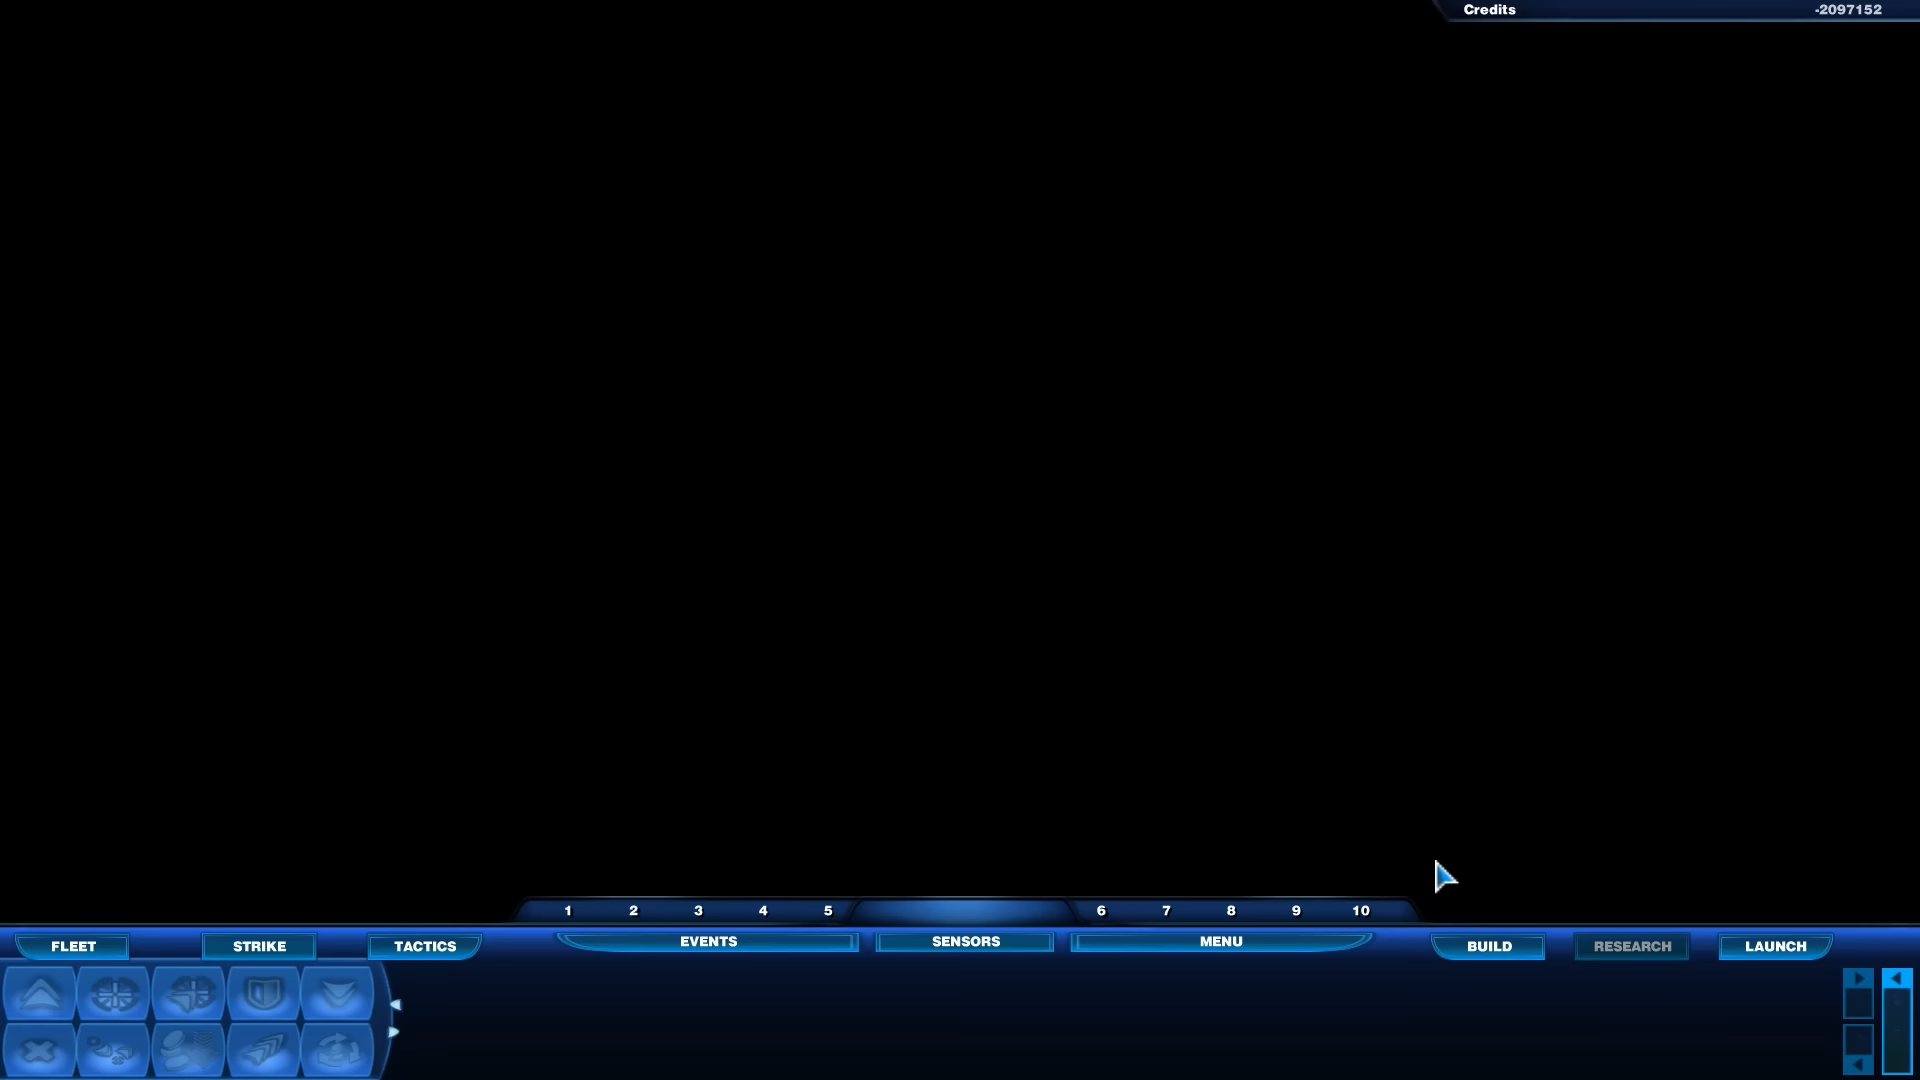 Credits -2097152
1 2 3 4 5 6 7 8 9 10
FLEET STRIKE TACTICS EVENTS SENSORS MENU BUILD RESEARCH LAUNCH